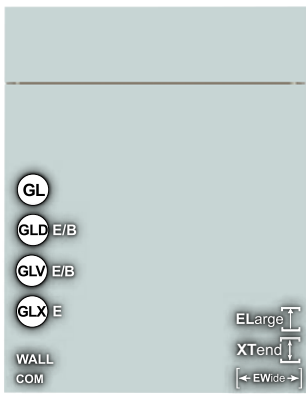 GL
GLD E/B
GLV E/B
GLX E
ELarge
XTend
WALL
COM
EWide